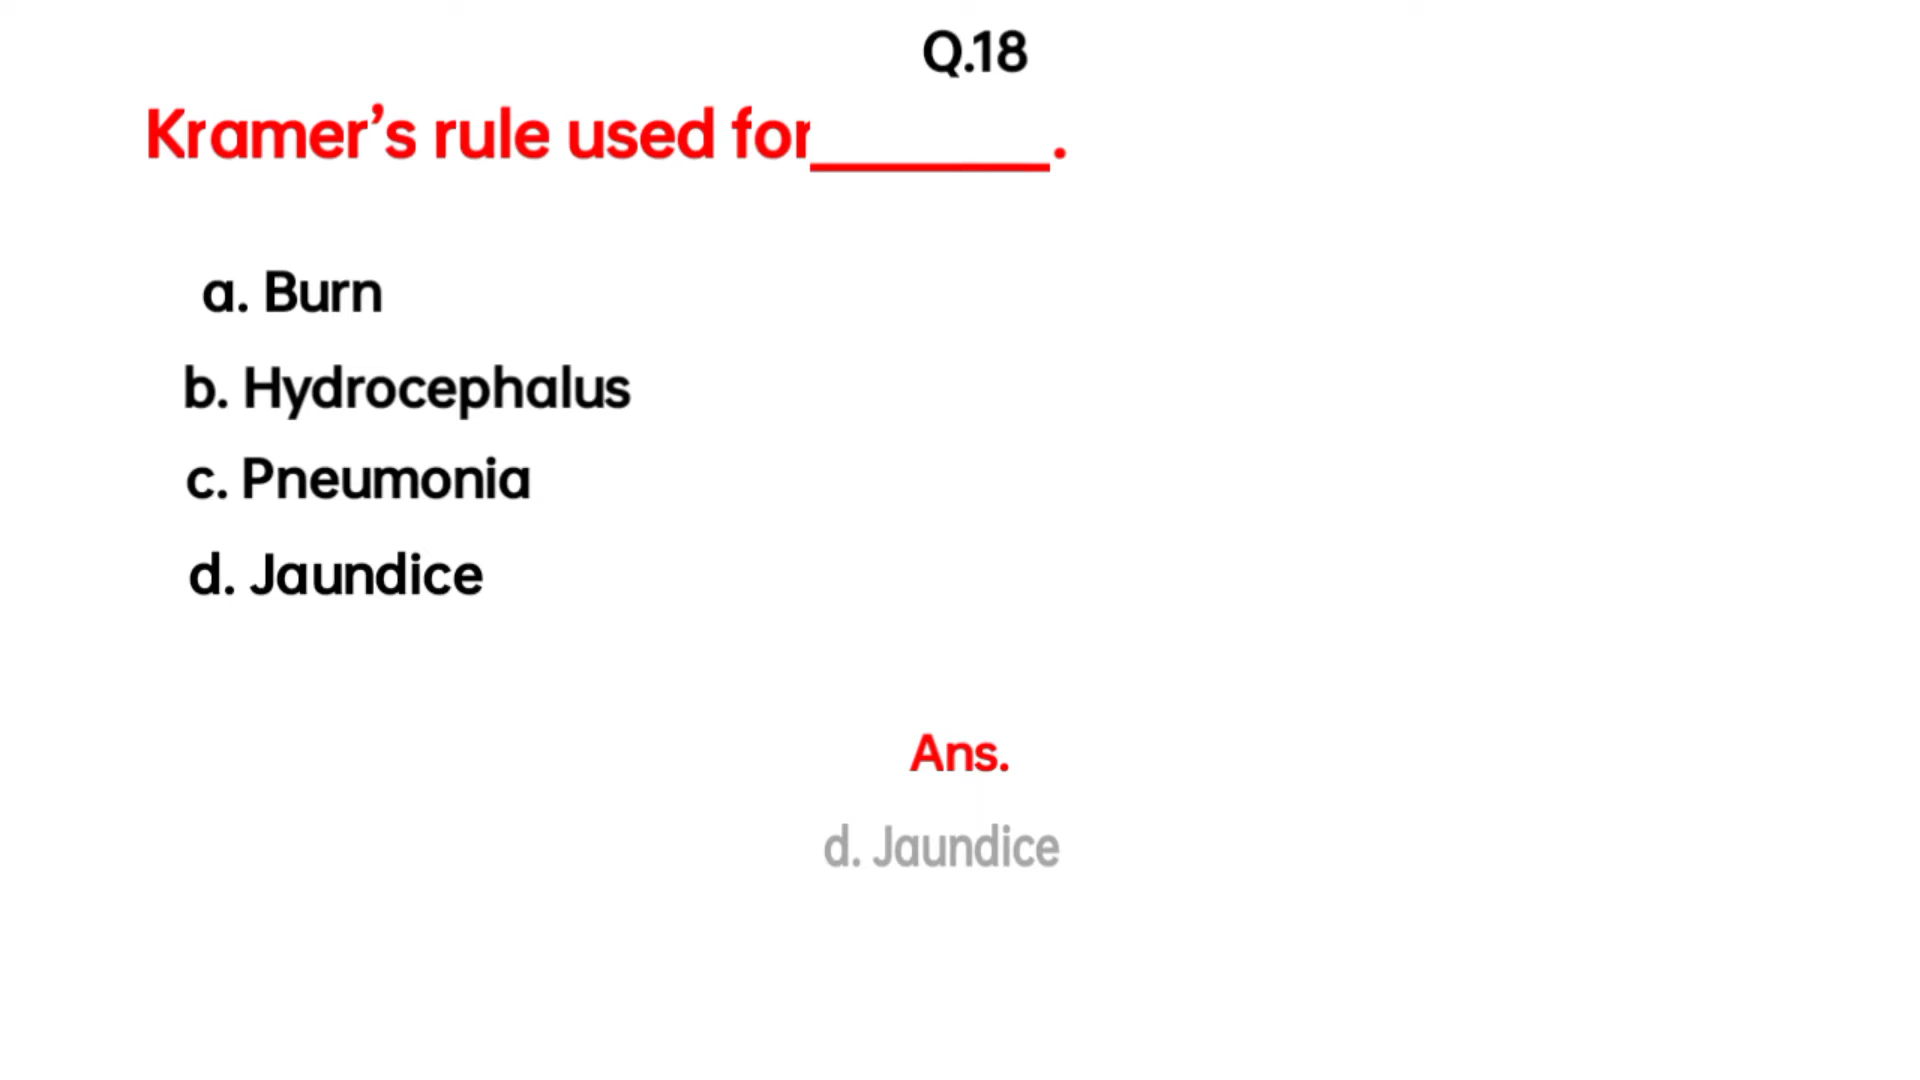 Q.18
Kramer’s rule used for________.
a. Burn
b. Hydrocephalus
c. Pneumonia
d. Jaundice
Ans.
d. Jaundice